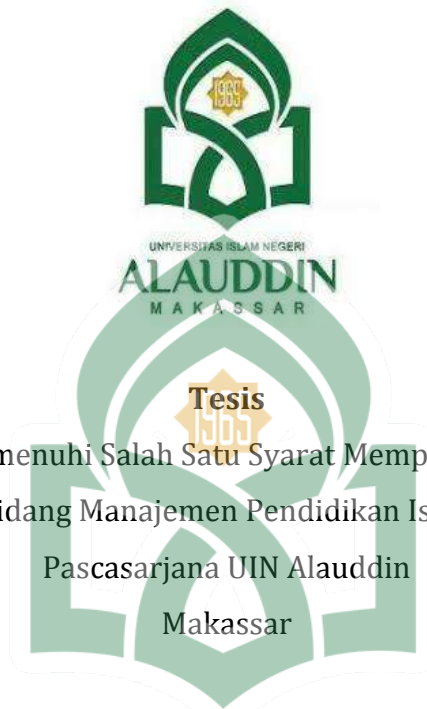 1965
UNIVERSITAS ISLAM NEGERI
ALAUDDIN
MAKASSAR
Tesis
1965
menuhi Salah Satu Syarat Memp
idang Manajemen Pendidikan Is
Pascasarjana UIN Alauddin
Makassar